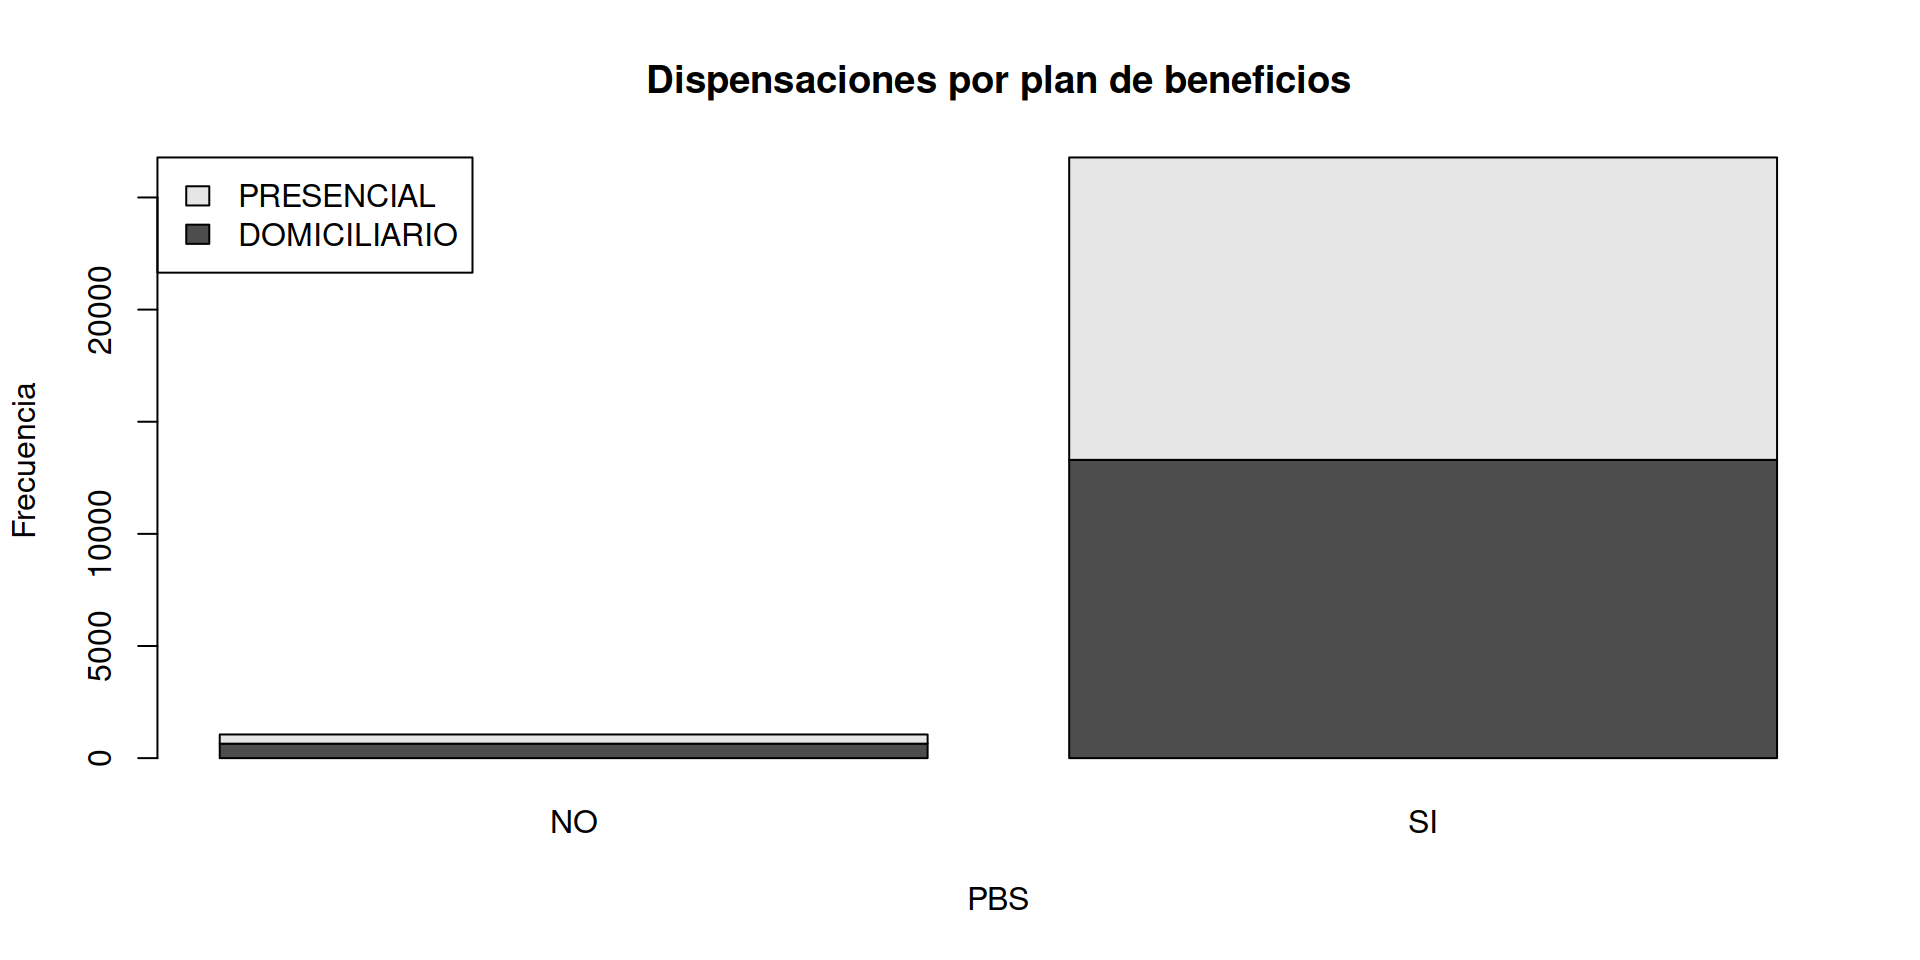 Dispensaciones por plan de beneficios
PRESENCIAL
DOMICILIARIO
Frecuencia
20000
10000
5000
0
NO
SI
PBS